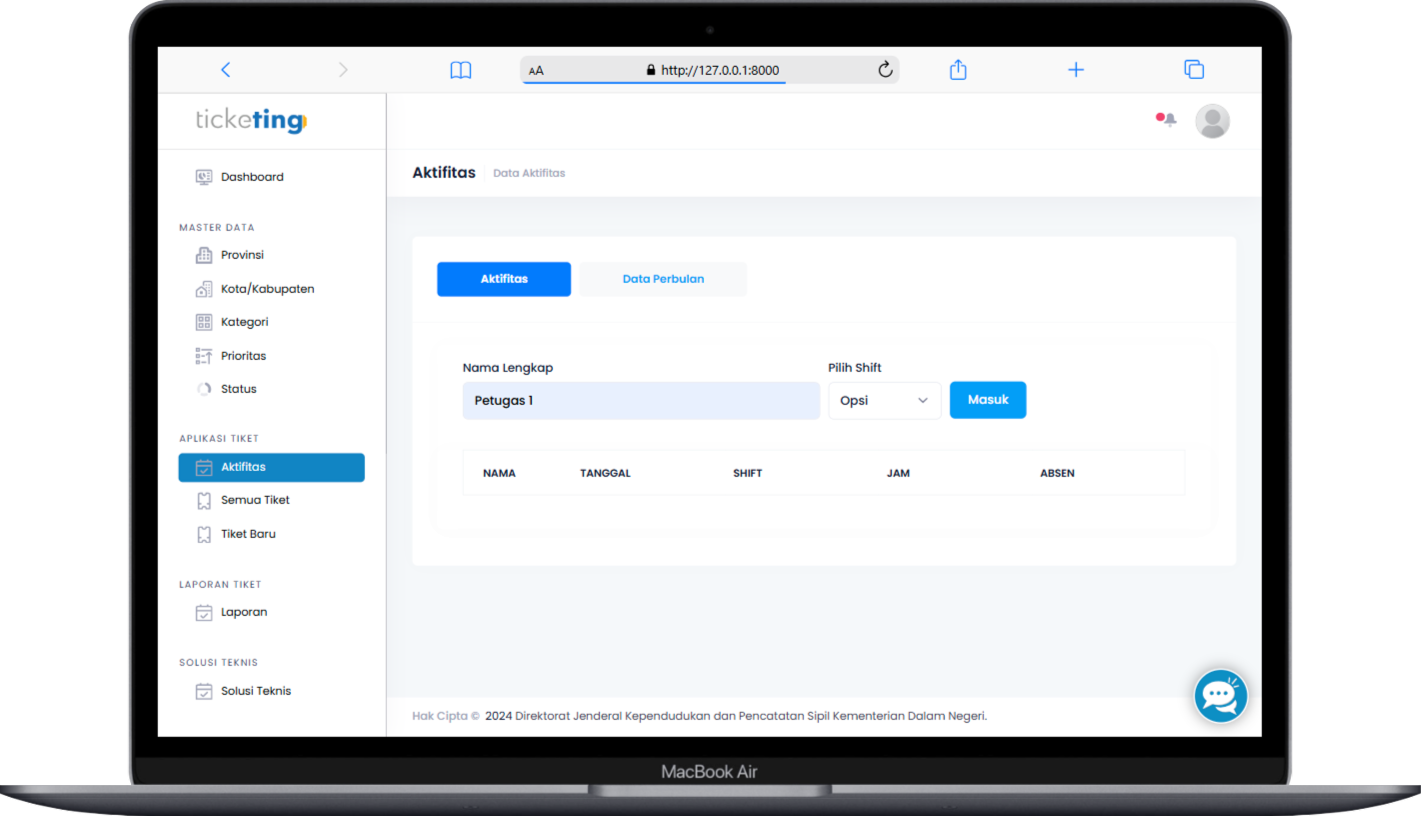 AA
http://127.0.0.1:8000
ticketing
Dashboard
MASTER DATA
Provinsi
Kota/Kabupaten
Kategori
Prioritas
Status
APLIKASI TIKET
Aktifitas
Semua Tiket
Tiket Baru
LAPORAN TIKET
Laporan
SOLUSI TEKNIS
Solusi Teknis
Aktifitas Data Aktifitas
Aktifitas Data Perbulan
Nama Lengkap Pilih Shift
Petugas 1 Opsi Masuk
NAMA TANGGAL SHIFT JAM ABSEN
Hak Cipta © 2024 Direktorat Jenderal Kependudukan dan Pencatatan Sipil Kementerian Dalam Negeri.
MacBook Air